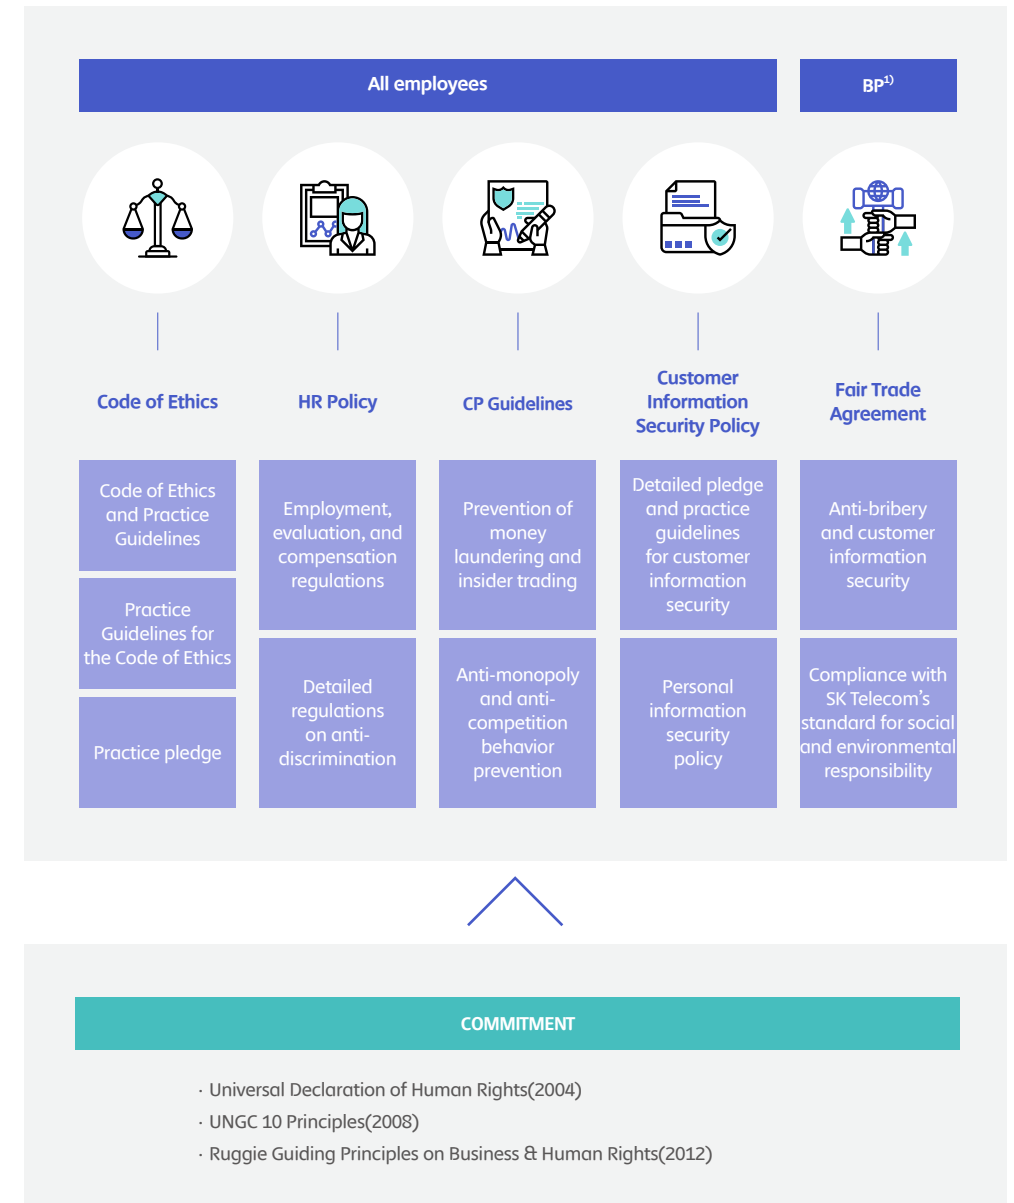 All employees
BP1)
Code of Ethics
HR Policy
CP Guidelines
Customer
Information
Security Policy
Fair Trade
Agreement
Code of Ethics
and Practice
Guidelines
Practice
Guidelines for
the Code of Ethics
Practice pledge
Employment,
evaluation, and
compensation
regulations
Detailed
regulations
on anti-
discrimination
Prevention of
money
laundering and
insider trading
Anti-monopoly
and anti-
competition
behavior
prevention
Detailed pledge
and practice
guidelines
for customer
information
security
Personal
information
security
policy
Anti-bribery
and customer
information
security
Compliance with
SK Telecom’s
standard for social
and environmental
responsibility
COMMITMENT
· Universal Declaration of Human Rights(2004)
· UNGC 10 Principles(2008)
· Ruggie Guiding Principles on Business & Human Rights(2012)